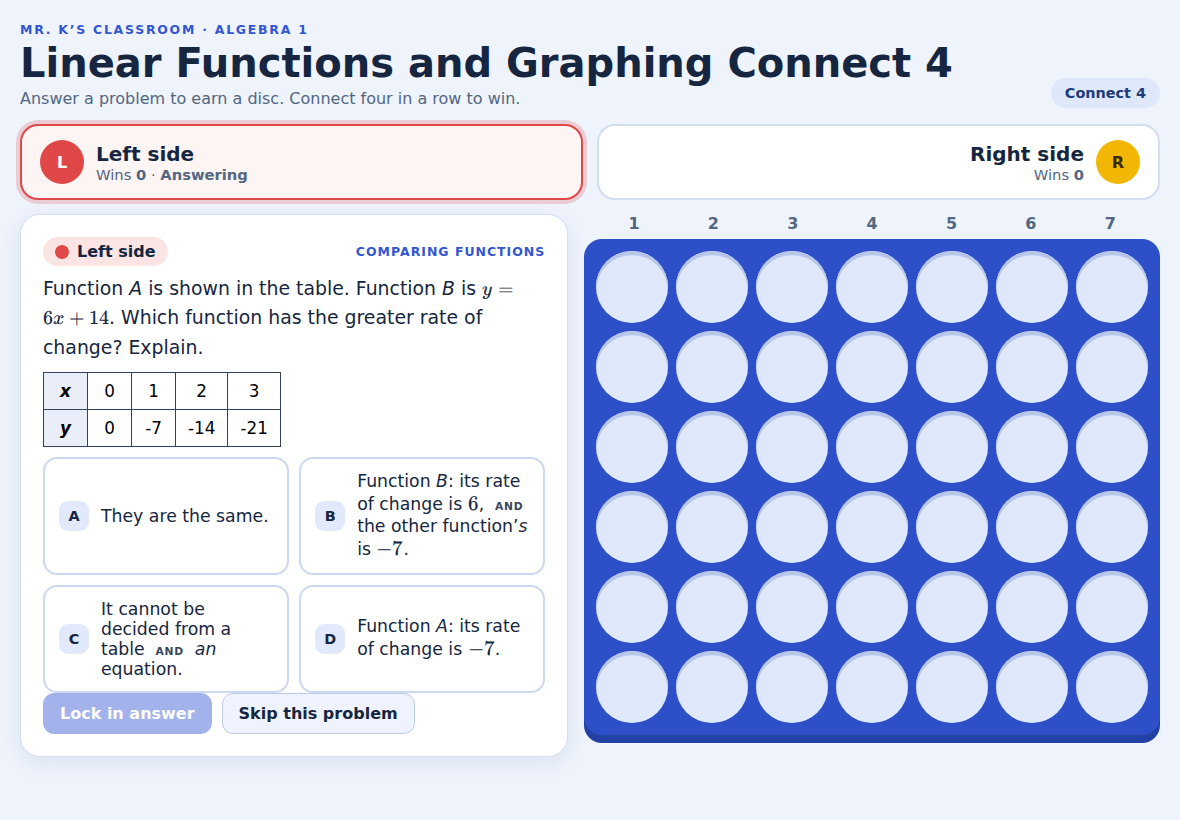 MR. K'S CLASSROOM · ALGEBRA 1
Linear Functions and Graphing Connect 4
Answer a problem to earn a disc. Connect four in a row to win.
Connect 4
L
Left side
Wins 0 · Answering
Right side
Wins 0
R
Left side
COMPARING FUNCTIONS
Function A is shown in the table. Function B is y =
6x + 14. Which function has the greater rate of
change? Explain.
x 0 1 2 3
y 0 -7 -14 -21
A
They are the same.
B
Function B: its rate
of change is 6, AND
the other function's
is −7.
C
It cannot be
decided from a
table AND an
equation.
D
Function A: its rate
of change is −7.
Lock in answer
Skip this problem
1 2 3 4 5 6 7